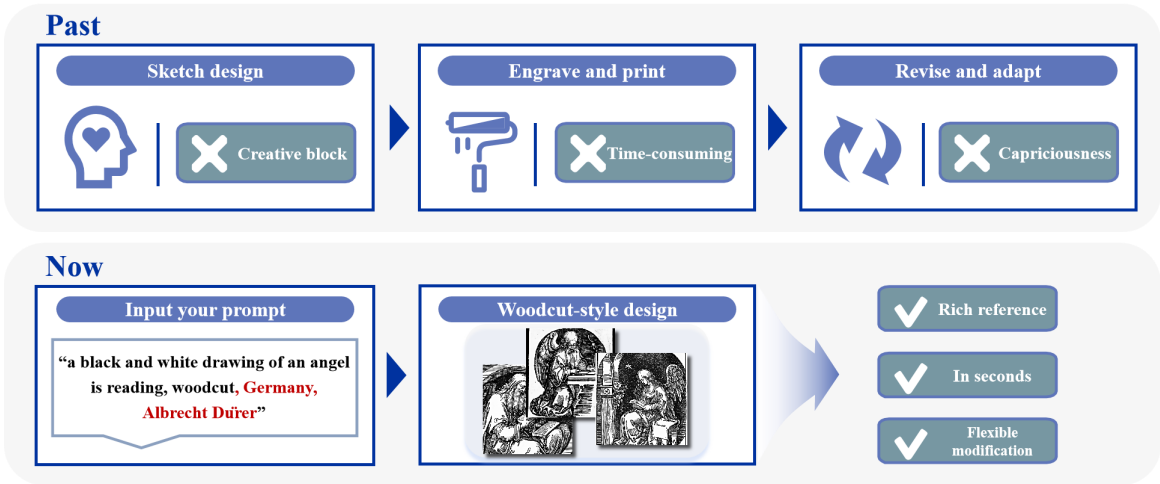 Past
Sketch design
Creative block
Engrave and print
Time-consuming
Revise and adapt
Capriciousness
Now
Input your prompt
“a black and white drawing of an angel
is reading, woodcut, Germany,
Albrecht Dürer”
Woodcut-style design
Rich reference
In seconds
Flexible
modification